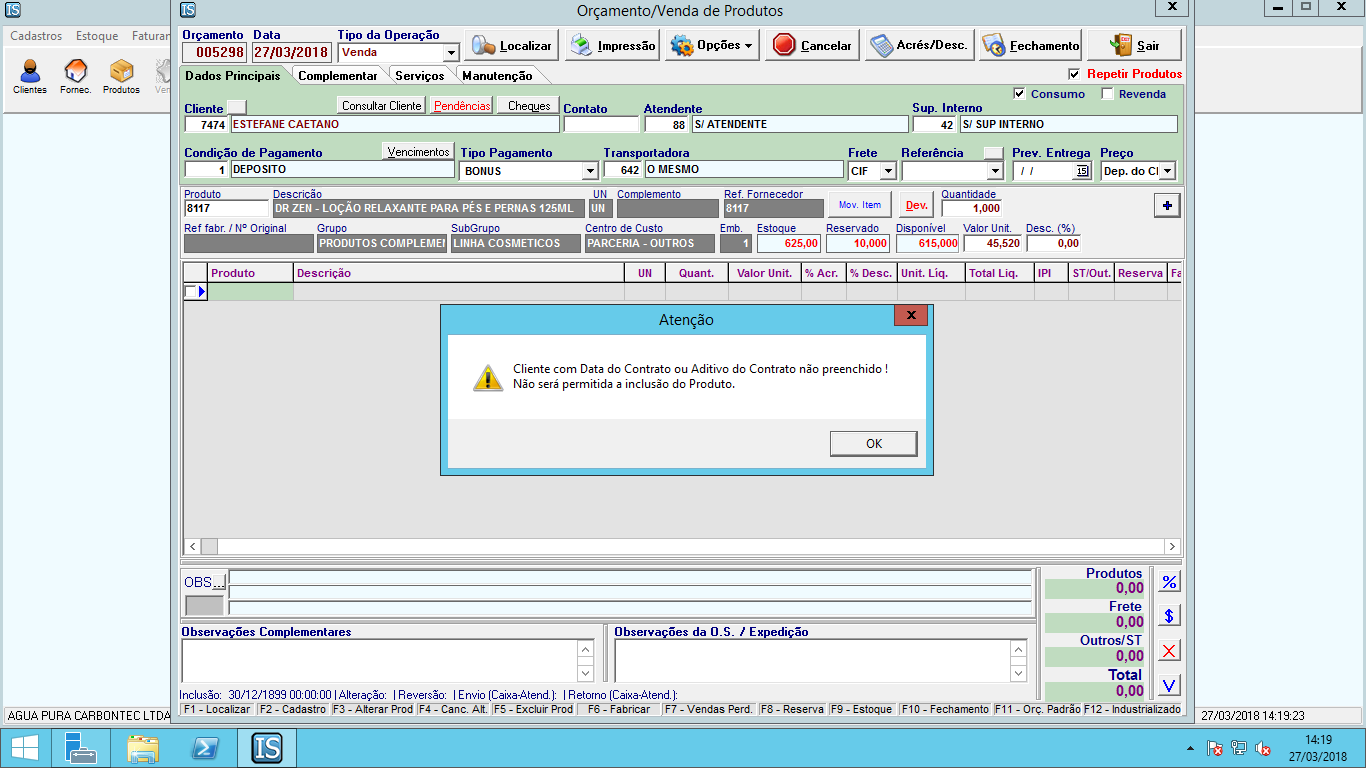 IS
IS
Orçamento/Venda de Produtos
X
X
Cadastros Estoque Faturar
Clientes Fornec. Produtos
Orçamento Data Tipo da Operação
005298 27/03/2018 Venda
Localizar Impressão Opções Cancelar Acrés/Desc. Fechamento Sair
Dados Principais Complementar Serviços Manutenção
Repetir Produtos
Consumo Revenda
Cliente Consultar Cliente Pendências Cheques Contato Atendente Sup. Interno
7474 ESTEFANE CAETANO 88 S/ ATENDENTE 42 S/ SUP INTERNO
Condição de Pagamento Vencimentos Tipo Pagamento Transportadora Frete Referência Prev. Entrega Preço
1 DEPOSITO BONUS 642 O MESMO CIF / / 15 Dep. do Cl
Produto Descrição UN Complemento Ref. Fornecedor Mov. Item Dev. Quantidade
8117 DR ZEN - LOÇÃO RELAXANTE PARA PÉS E PERNAS 125ML UN 8117 1,000 +
Ref fabr. / Nº Original Grupo SubGrupo Centro de Custo Emb. Estoque Reservado Disponível Valor Unit. Desc. (%)
PRODUTOS COMPLEMEI LINHA COSMETICOS PARCERIA - OUTROS 1 625,00 10,000 615,000 45,520 0,00
Produto Descrição UN Quant. Valor Unit. % Acr. % Desc. Unit. Líq. Total Liq. IPI ST/Out. Reserva Fa
Atenção
X
Cliente com Data do Contrato ou Aditivo do Contrato não preenchido !
Não será permitida a inclusão do Produto.
OK
OBS...
Produtos %
0,00
Frete
0,00 $
Outros/ST
0,00 X
Total
0,00 V
Observações Complementares Observações da O.S. / Expedição
Inclusão: 30/12/1899 00:00:00 | Alteração: | Reversão: | Envio (Caixa-Atend.): | Retorno (Caixa-Atend.):
F1 - Localizar F2 - Cadastro F3 - Alterar Prod F4 - Canc. Alt. F5 - Excluir Prod F6 - Fabricar F7 - Vendas Perd. F8 - Reserva F9 - Estoque F10 - Fechamento F11 - Orç. Padrão F12 - Industrializado
AGUA PURA CARBONTEC LTDA
27/03/2018 14:19:23
IS
14:19
27/03/2018